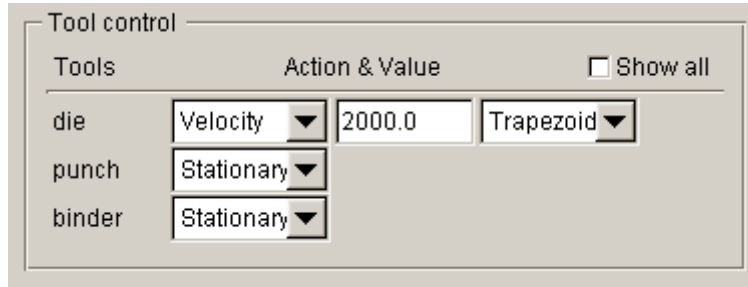 Tool control
Tools Action & Value Show all
die Velocity 2000.0 Trapezoid
punch Stationary
binder Stationary